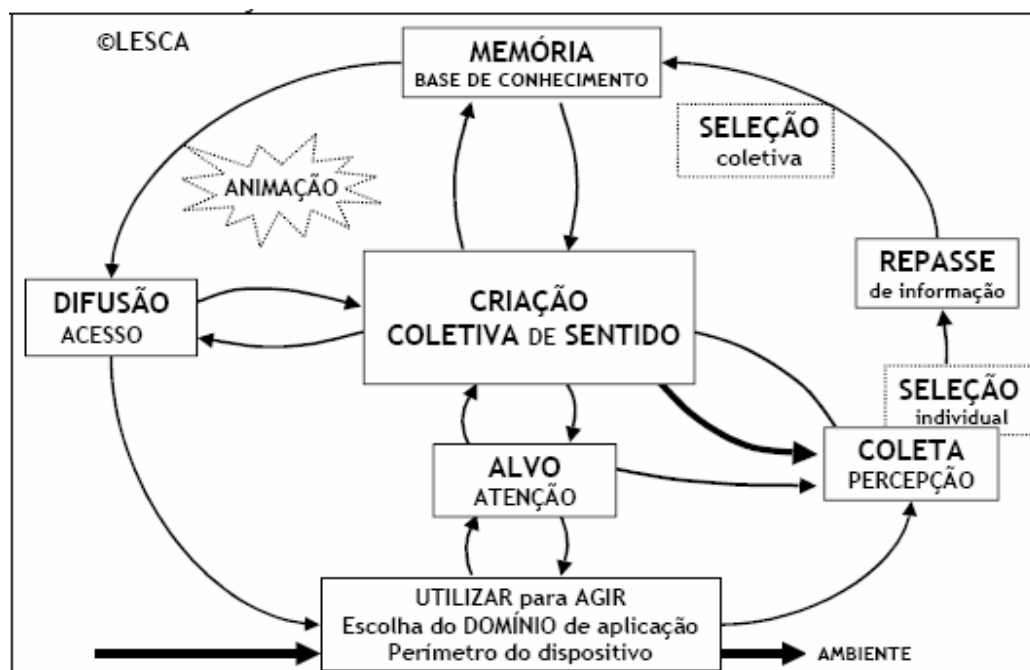 ©LESCA
MEMÓRIA
BASE DE CONHECIMENTO
SELEÇÃO
coletiva
ANIMAÇÃO
DIFUSÃO
ACESSO
CRIAÇÃO
COLETIVA DE SENTIDO
REPASSE
de informação
SELEÇÃO
individual
ALVO
ATENÇÃO
COLETA
PERCEPÇÃO
UTILIZAR para AGIR
Escolha do DOMÍNIO de aplicação
Perímetro do dispositivo
AMBIENTE